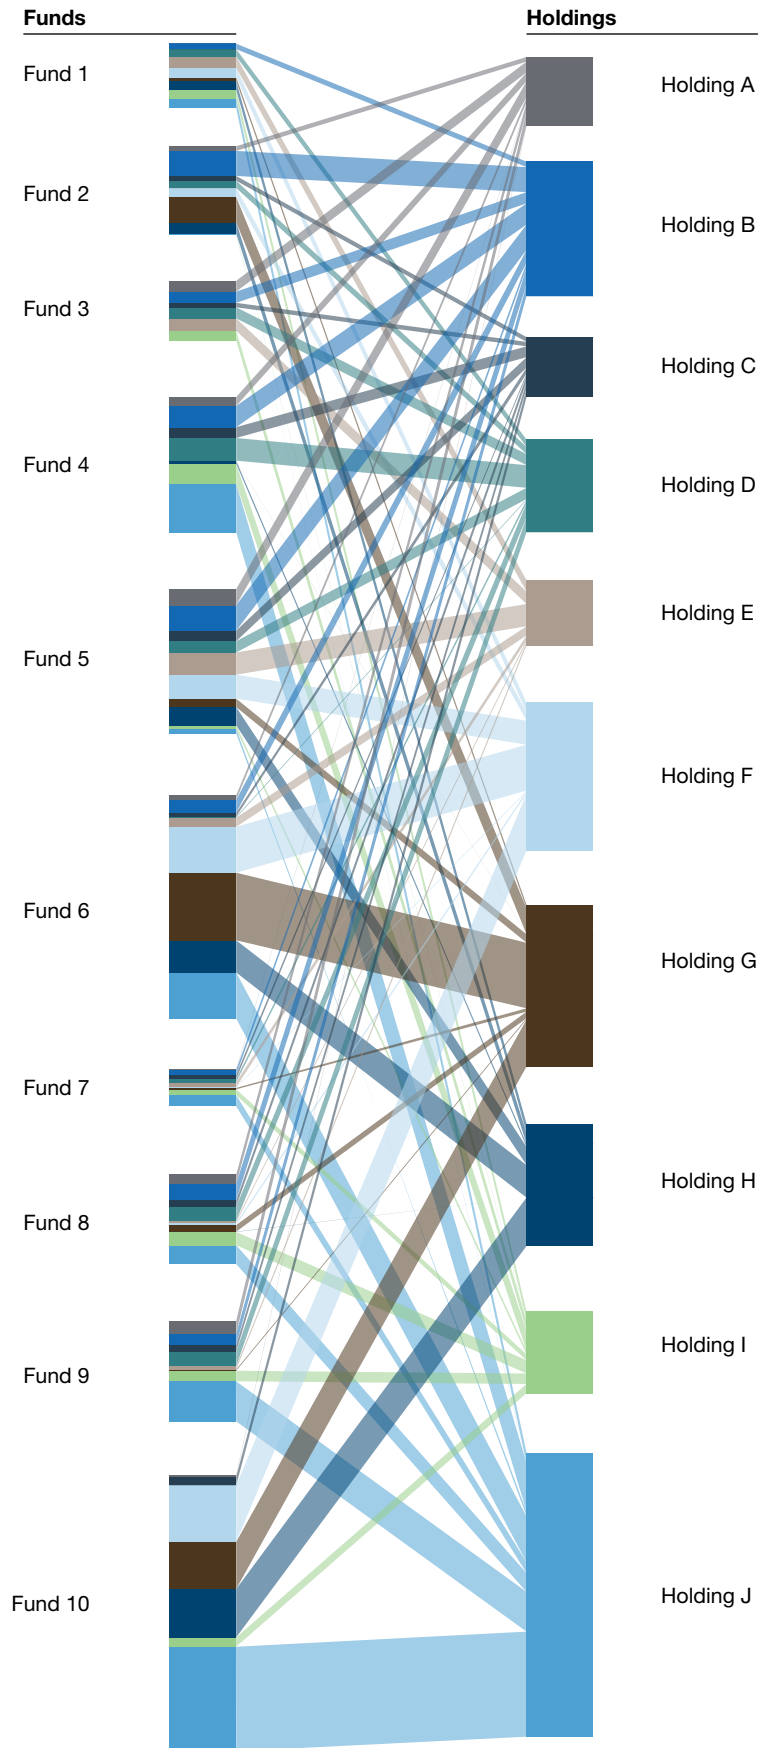 Funds
Holdings
Fund 1
Holding A
Fund 2
Holding B
Fund 3
Holding C
Fund 4
Holding D
Holding E
Fund 5
Holding F
Fund 6
Holding G
Fund 7
Holding H
Fund 8
Holding I
Fund 9
Holding J
Fund 10